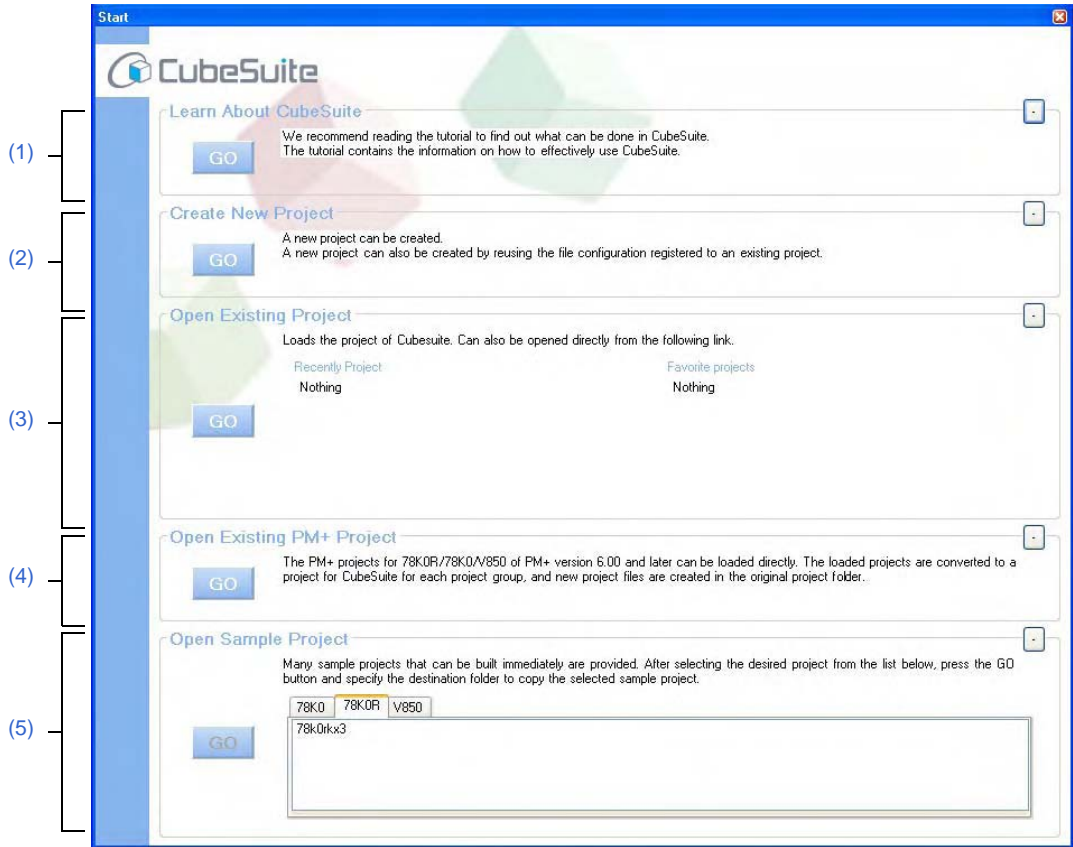 Start
CubeSuite
(1)
Learn About CubeSuite
-
GO
We recommend reading the tutorial to find out what can be done in CubeSuite.
The tutorial contains the information on how to effectively use CubeSuite.
(2)
Create New Project
-
GO
A new project can be created.
A new project can also be created by reusing the file configuration registered to an existing project.
(3)
Open Existing Project
-
Loads the project of Cubesuite. Can also be opened directly from the following link.
Recently Project
Favorite projects
Nothing
Nothing
GO
(4)
Open Existing PM+ Project
-
GO
The PM+ projects for 78K0R/78K0/V850 of PM+ version 6.00 and later can be loaded directly. The loaded projects are converted to a
project for CubeSuite for each project group, and new project files are created in the original project folder.
(5)
Open Sample Project
-
Many sample projects that can be built immediately are provided. After selecting the desired project from the list below, press the GO
button and specify the destination folder to copy the selected sample project.
78K0 78K0R V850
78k0rkx3
GO